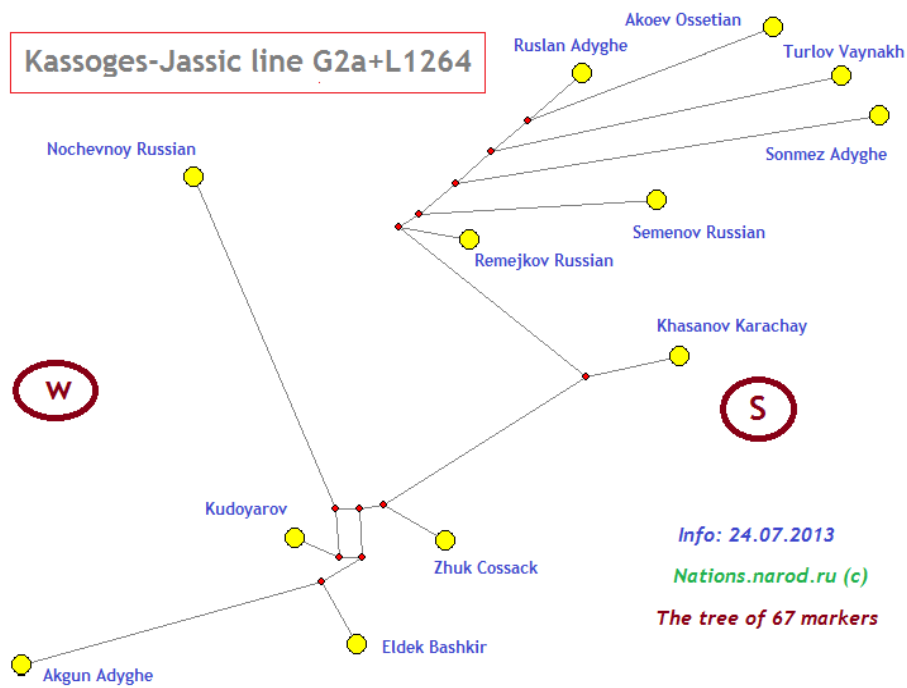 Kassoges-Jassic line G2a+L1264
Akoev Ossetian
Ruslan Adyghe
Turlov Vaynakh
Nochevnoy Russian
Sonmez Adyghe
Semenov Russian
Remejkov Russian
Khasanov Karachay
W
S
Kudoyarov
Zhuk Cossack
Info: 24.07.2013
Nations.narod.ru (c)
The tree of 67 markers
Eldek Bashkir
Akgun Adyghe